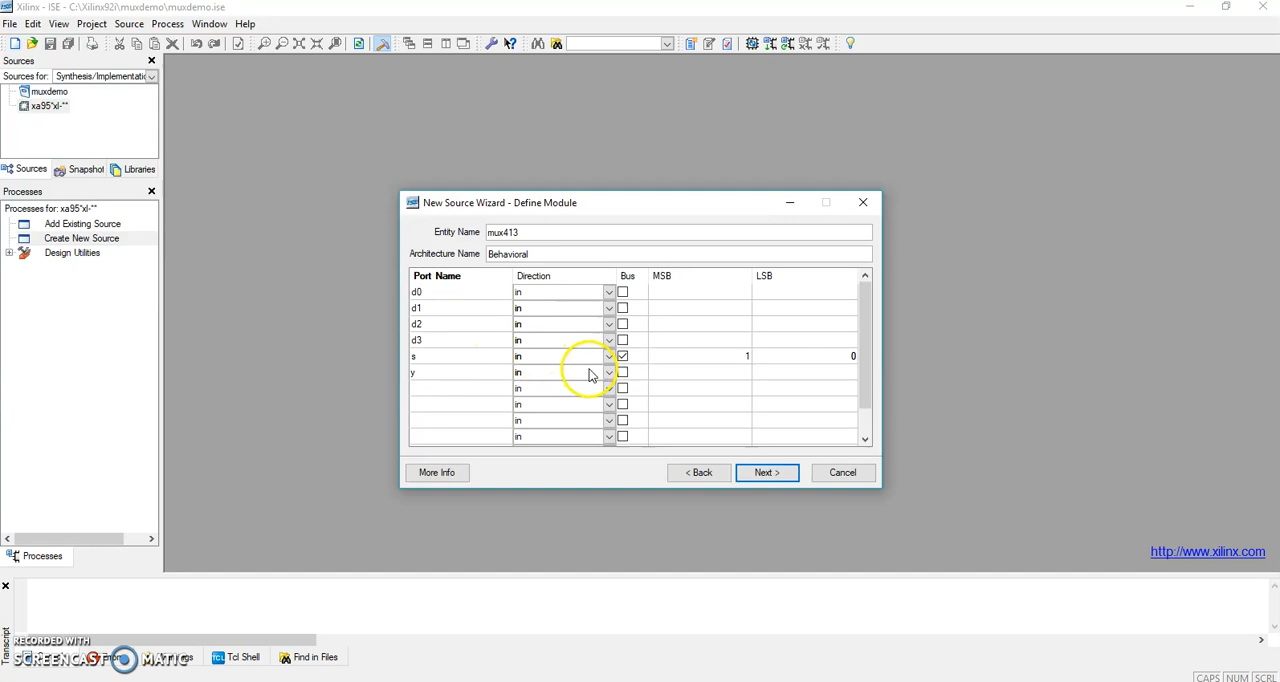 Xilinx - ISE - C:\Xilinx92i\muxdemo\muxdemo.ise
File Edit View Project Source Process Window Help
Sources
Sources for: Synthesis/Implementatic
muxdemo
xa95*xl-**
Sources Snapshot Libraries
Processes
Processes for: xa95*xl-**
Add Existing Source
Create New Source
Design Utilities
Processes
New Source Wizard - Define Module
Entity Name mux413
Architecture Name Behavioral
Port Name Direction Bus MSB LSB
d0 in
d1 in
d2 in
d3 in
s in 1 0
y in
in
in
in
in
More Info < Back Next > Cancel
http://www.xilinx.com
Transcript
RECORDED WITH
SCREENCAST MATIC
Tcl Shell Find in Files
CAPS NUM SCRL